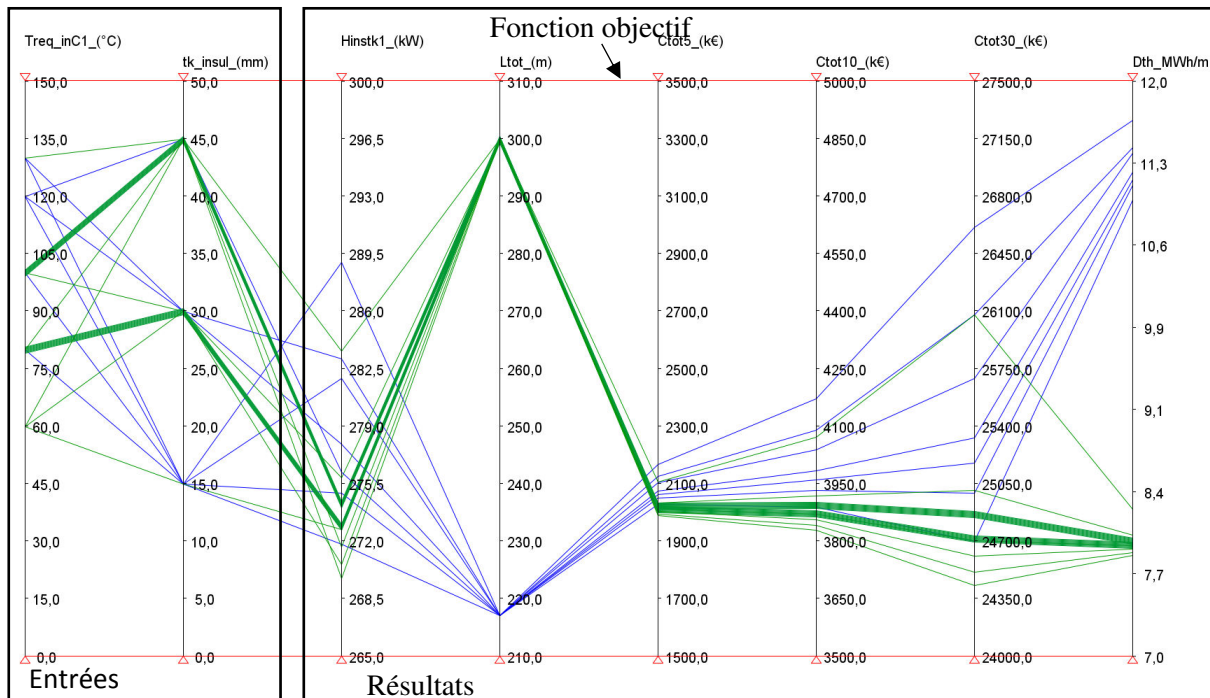 Fonction objectif
Treq_inC1_(°C)
Hinstk1_(kW)
Ctot5_(k€)
Ctot30_(k€)
tk_insul_(mm)
Ltot_(m)
Ctot10_(k€)
Dth_MWh/m
150,0 50,0 300,0 310,0 3500,0 5000,0 27500,0 12,0
135,0 45,0 296,5 300,0 3300,0 4850,0 27150,0
11,3
120,0 40,0 293,0 290,0 3100,0 4700,0 26800,0
105,0 35,0 289,5 280,0 2900,0 4550,0 26450,0
10,6
90,0 30,0 286,0 270,0 2700,0 4400,0 26100,0
9,9
75,0 25,0 282,5 260,0 2500,0 4250,0 25750,0
9,1
60,0 20,0 279,0 250,0 2300,0 4100,0 25400,0
45,0 15,0 275,5 240,0 2100,0 3950,0 25050,0
8,4
30,0 10,0 272,0 230,0 1900,0 3800,0 24700,0
7,7
15,0 5,0 268,5 220,0 1700,0 3650,0 24350,0
0,0 0,0 265,0 210,0 1500,0 3500,0 24000,0 7,0
Entrées
Résultats